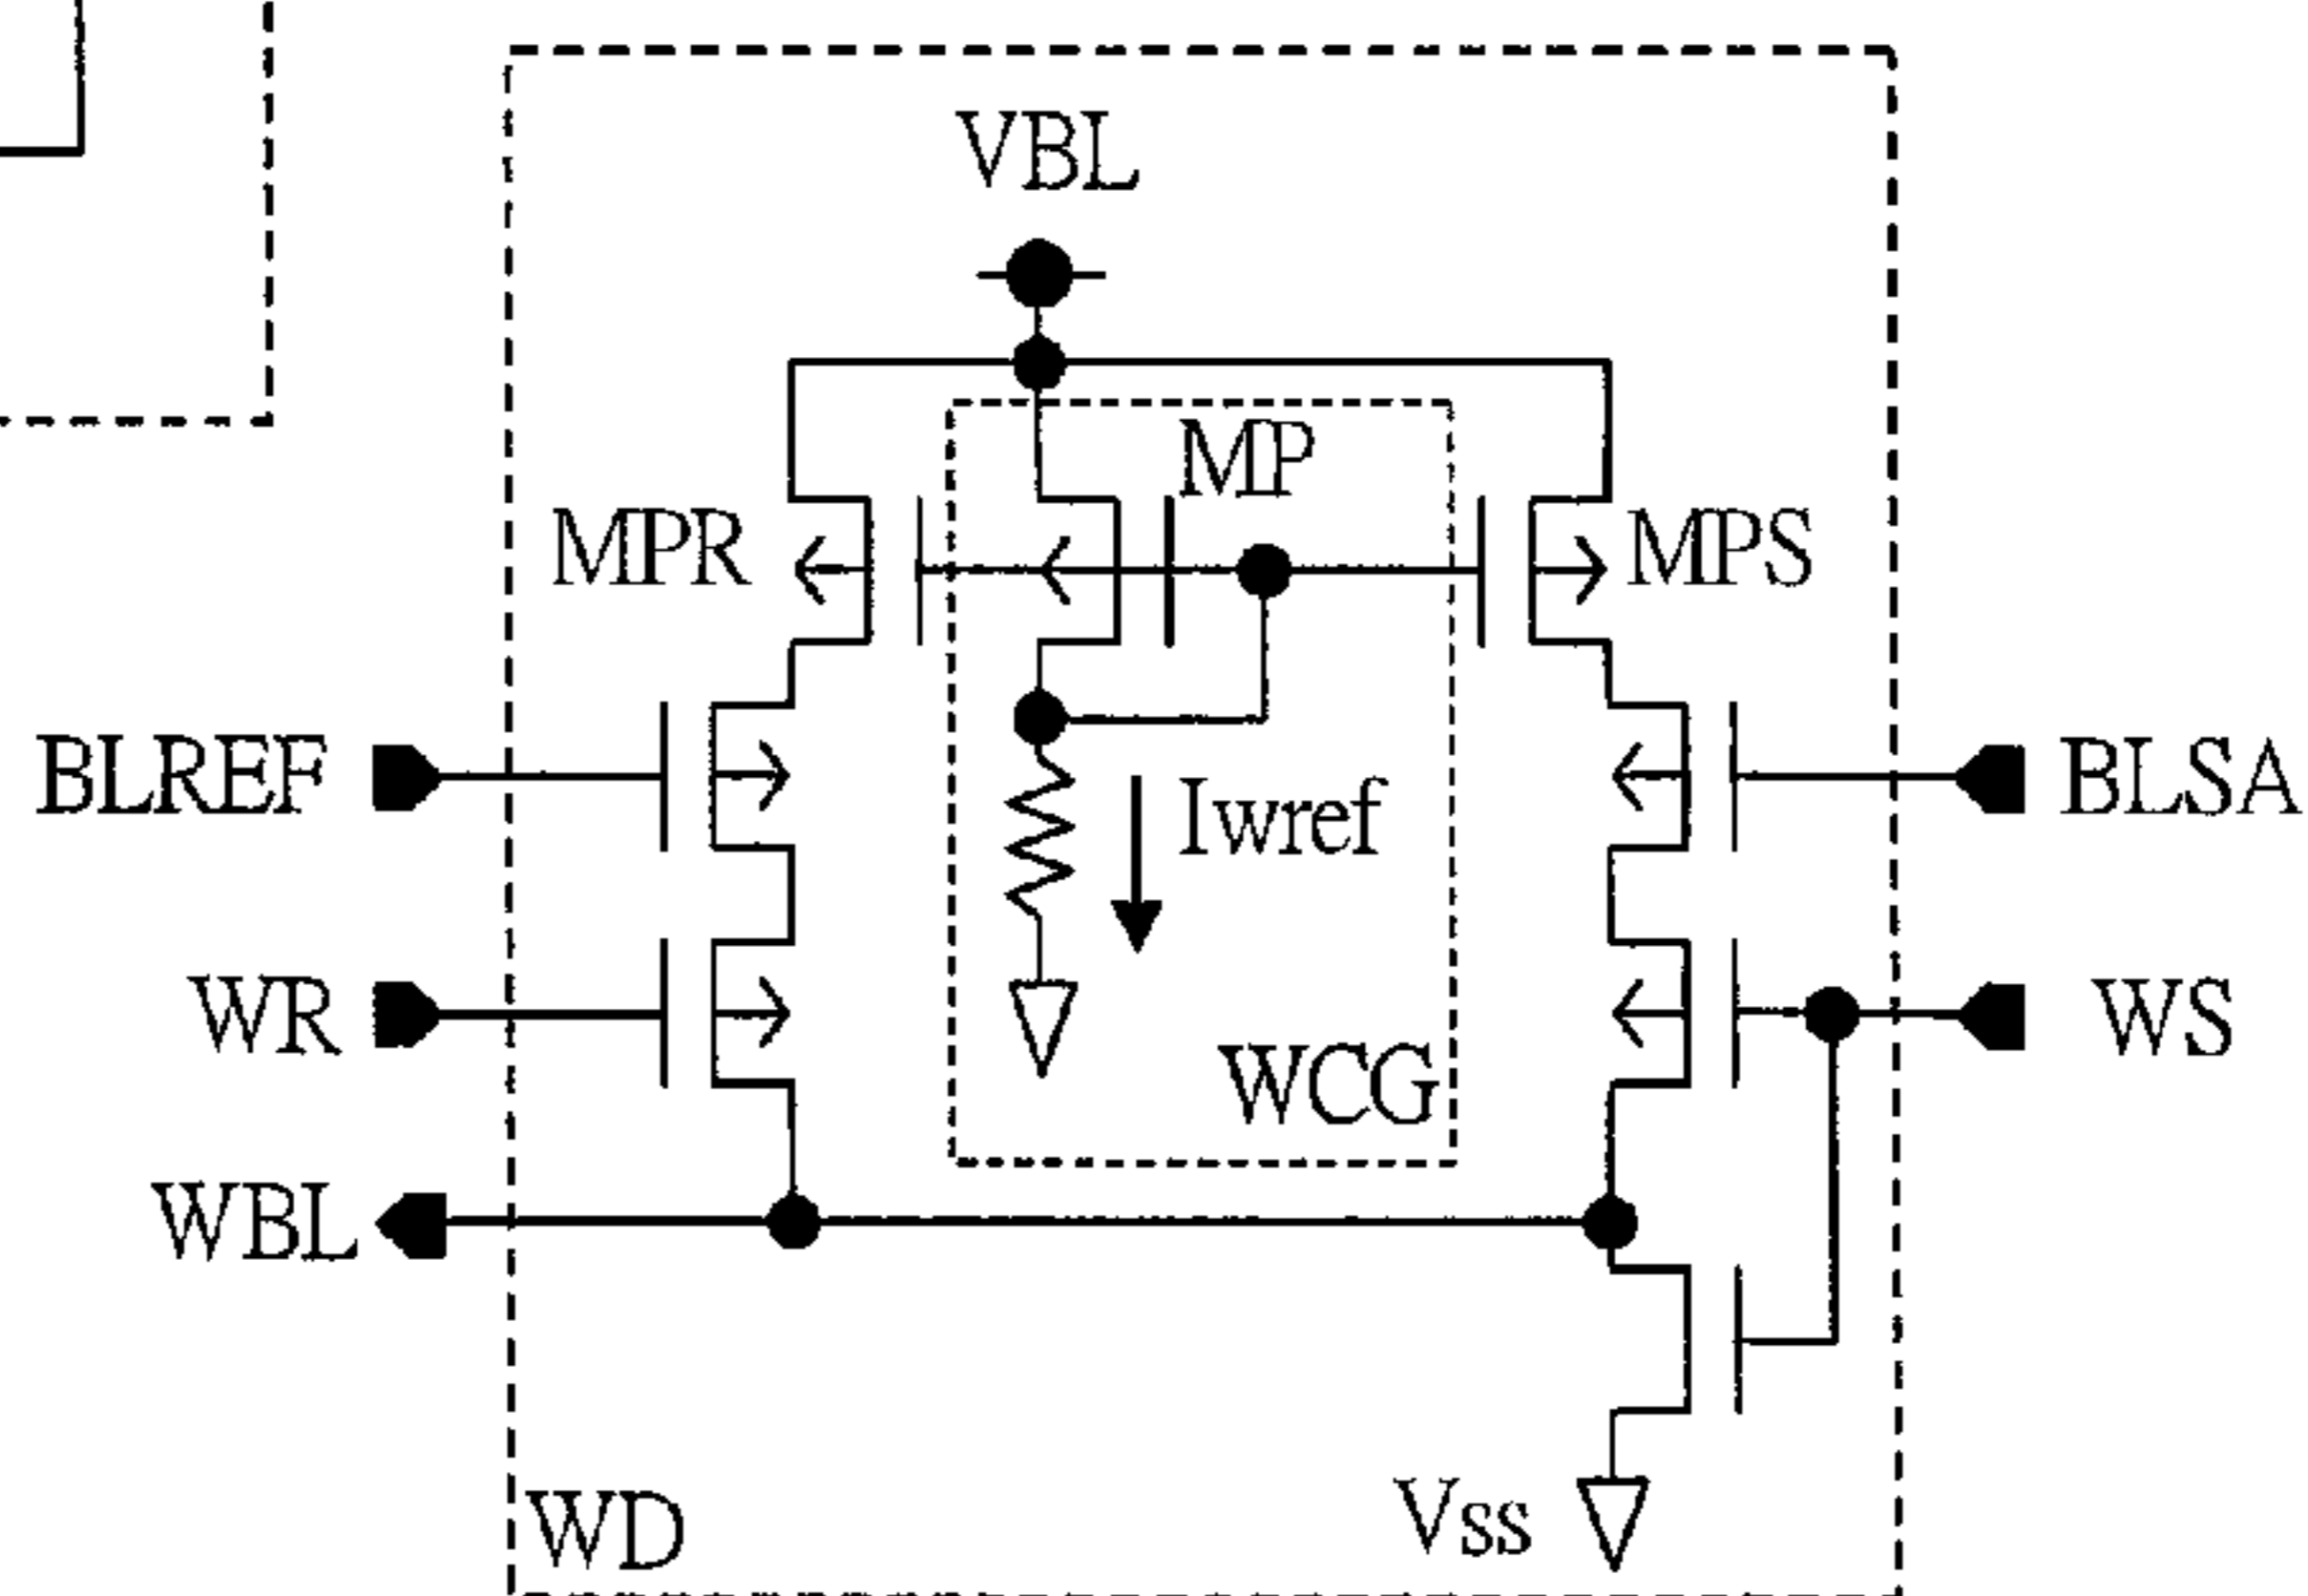 VBL
MP
MPR
MPS
BLREF
Iwref
BLSA
WR
WCG
WS
WBL
WD
Vss